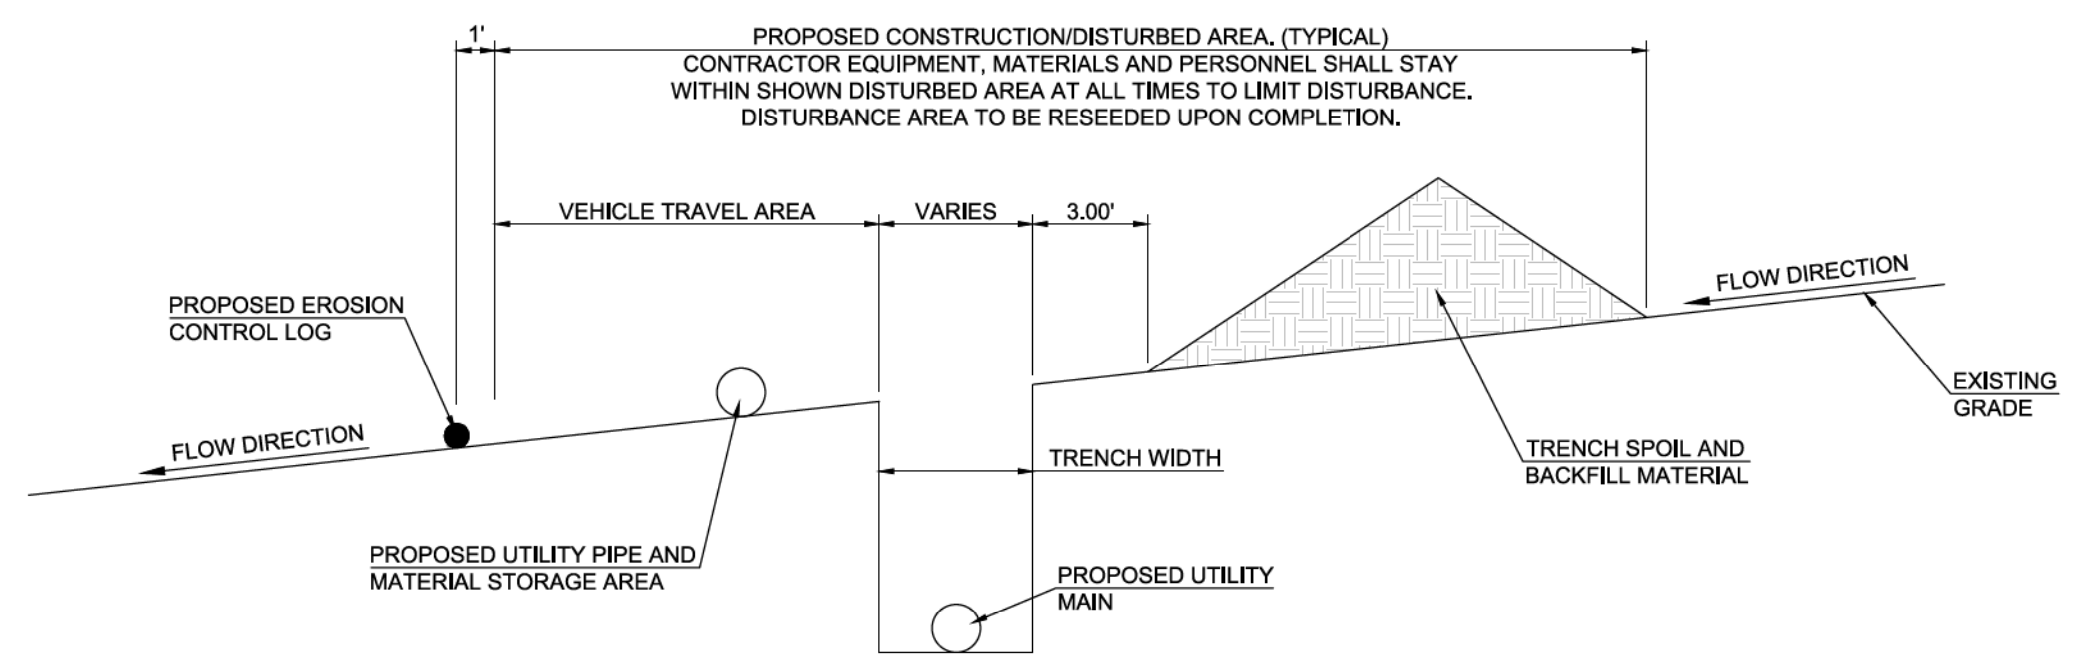 1'
PROPOSED CONSTRUCTION/DISTURBED AREA. (TYPICAL)
CONTRACTOR EQUIPMENT, MATERIALS AND PERSONNEL SHALL STAY
WITHIN SHOWN DISTURBED AREA AT ALL TIMES TO LIMIT DISTURBANCE.
DISTURBANCE AREA TO BE RESEEDED UPON COMPLETION.
VEHICLE TRAVEL AREA
VARIES
3.00'
FLOW DIRECTION
PROPOSED EROSION
CONTROL LOG
EXISTING
GRADE
FLOW DIRECTION
TRENCH WIDTH
TRENCH SPOIL AND
BACKFILL MATERIAL
PROPOSED UTILITY PIPE AND
MATERIAL STORAGE AREA
PROPOSED UTILITY
MAIN